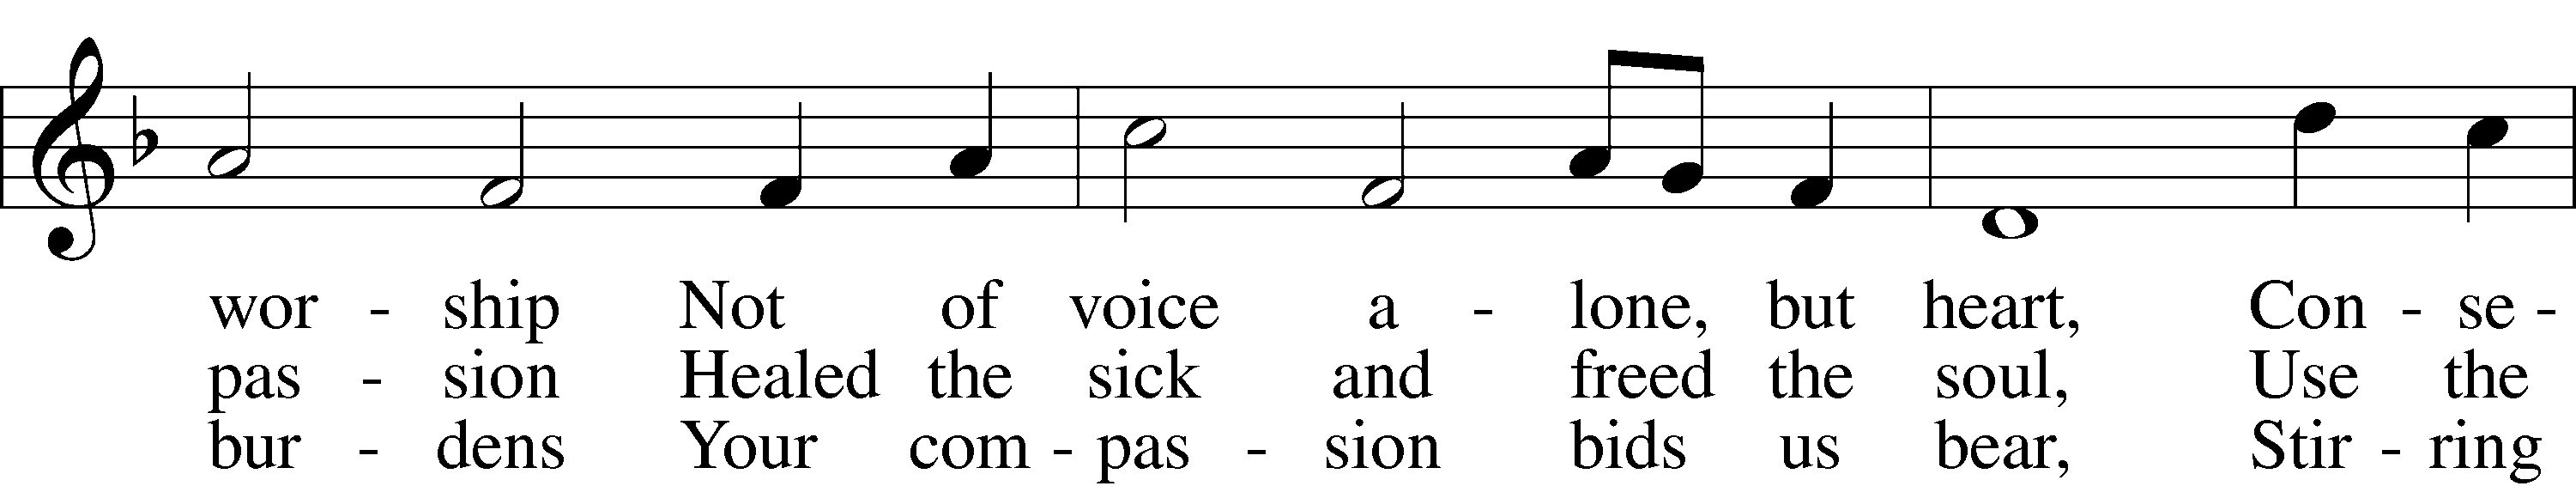 wor - ship Not of voice a - lone, but heart, Con - se -
pas - sion Healed the sick and freed the soul, Use the
bur - dens Your com - pas - sion bids us bear, Stir - ring